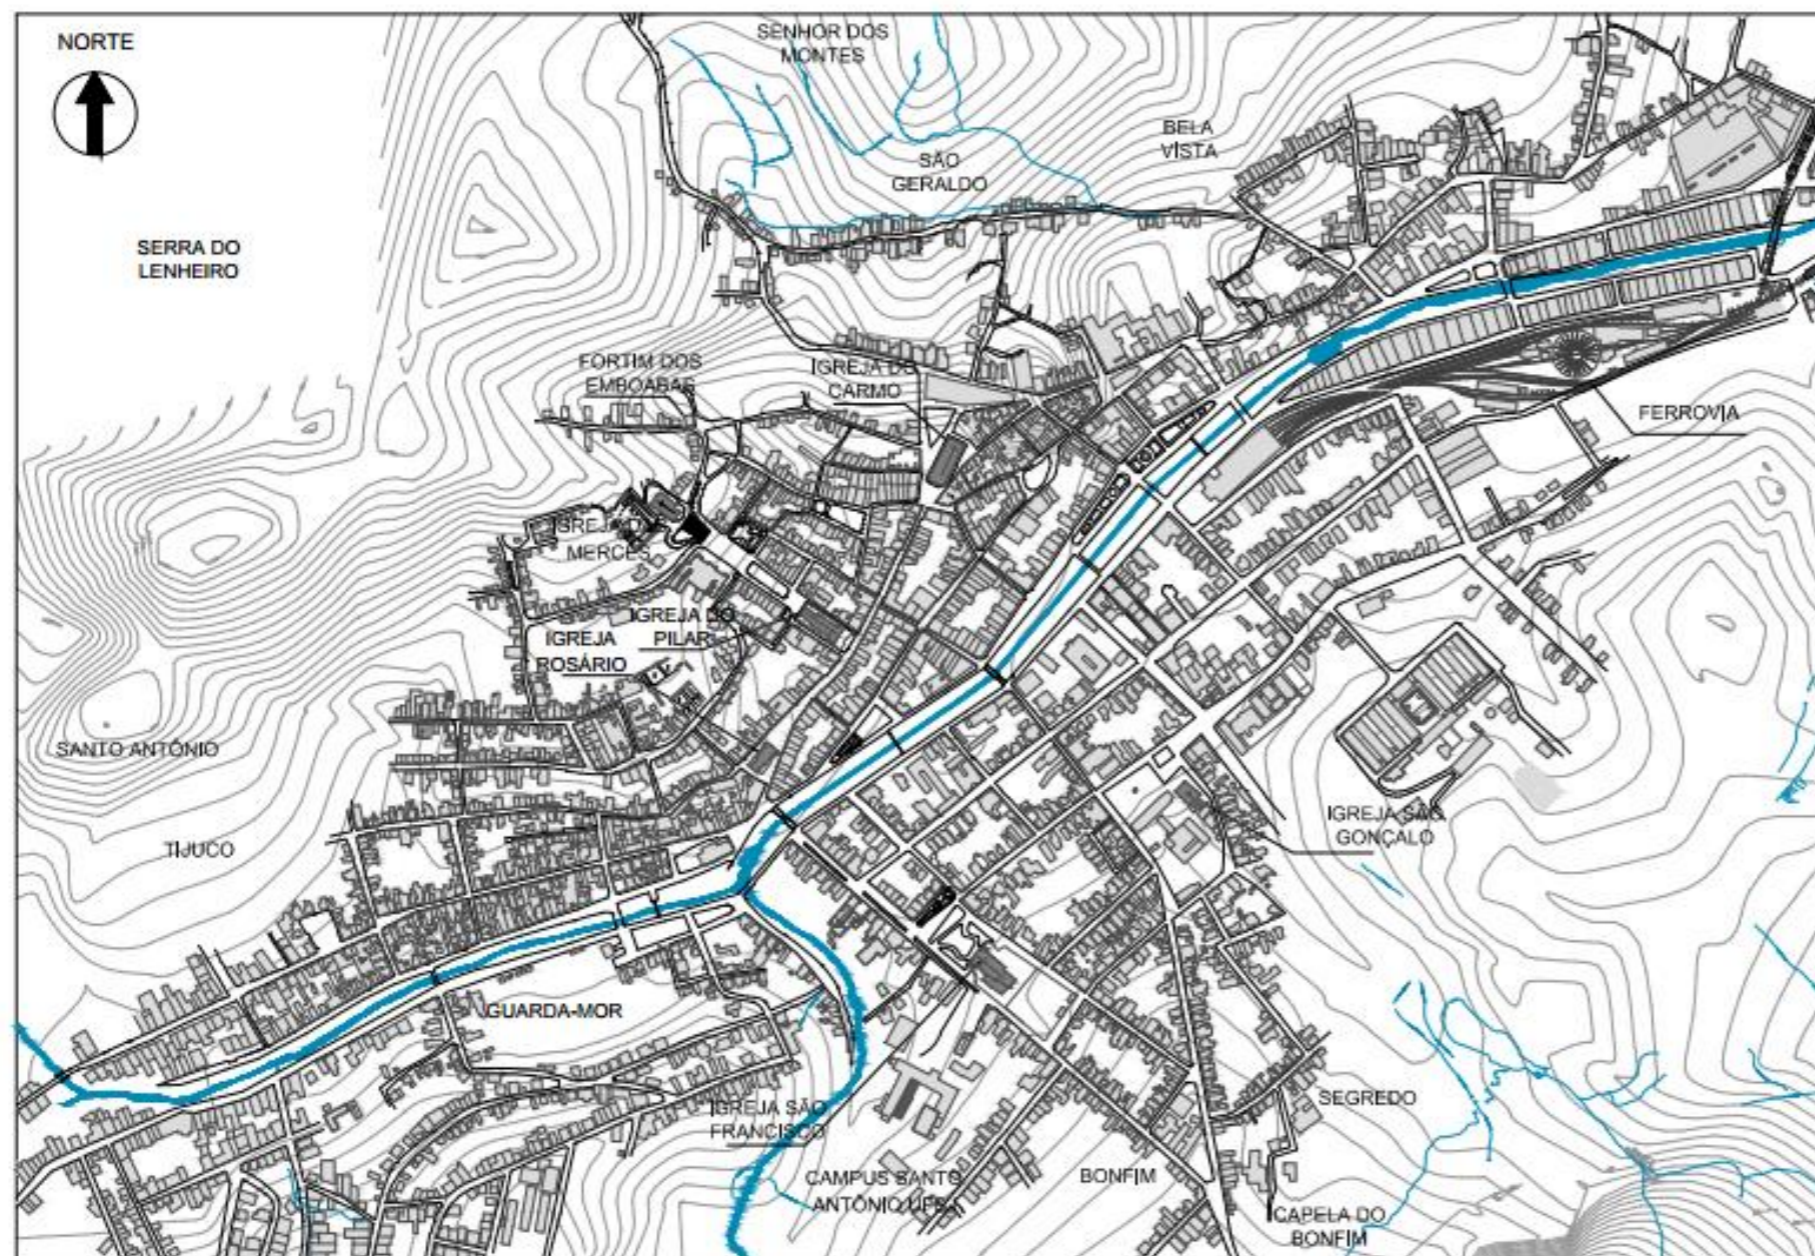 NORTE
SENHOR DOS
MONTES
BELA
VISTA
SÃO
GERALDO
SERRA DO
LENHEIRO
FORTIM DOS
EMBOABAS
IGREJA DO
CARMO
FERROVIA
IGREJA DAS
MERCÊS
IGREJA DO
PILAR
IGREJA
ROSÁRIO
SANTO ANTÔNIO
TIJUCO
IGREJA SÃO
GONÇALO
GUARDA-MOR
IGREJA SÃO
FRANCISCO
SEGREDO
CAMPUS SANTO
ANTÔNIO UFSJ
BONFIM
CAPELA DO
BONFIM